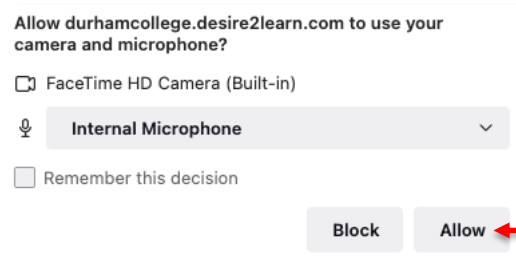 Allow durhamcollege.desire2learn.com to use your
camera and microphone?
FaceTime HD Camera (Built-in)
Internal Microphone
Remember this decision
Block Allow